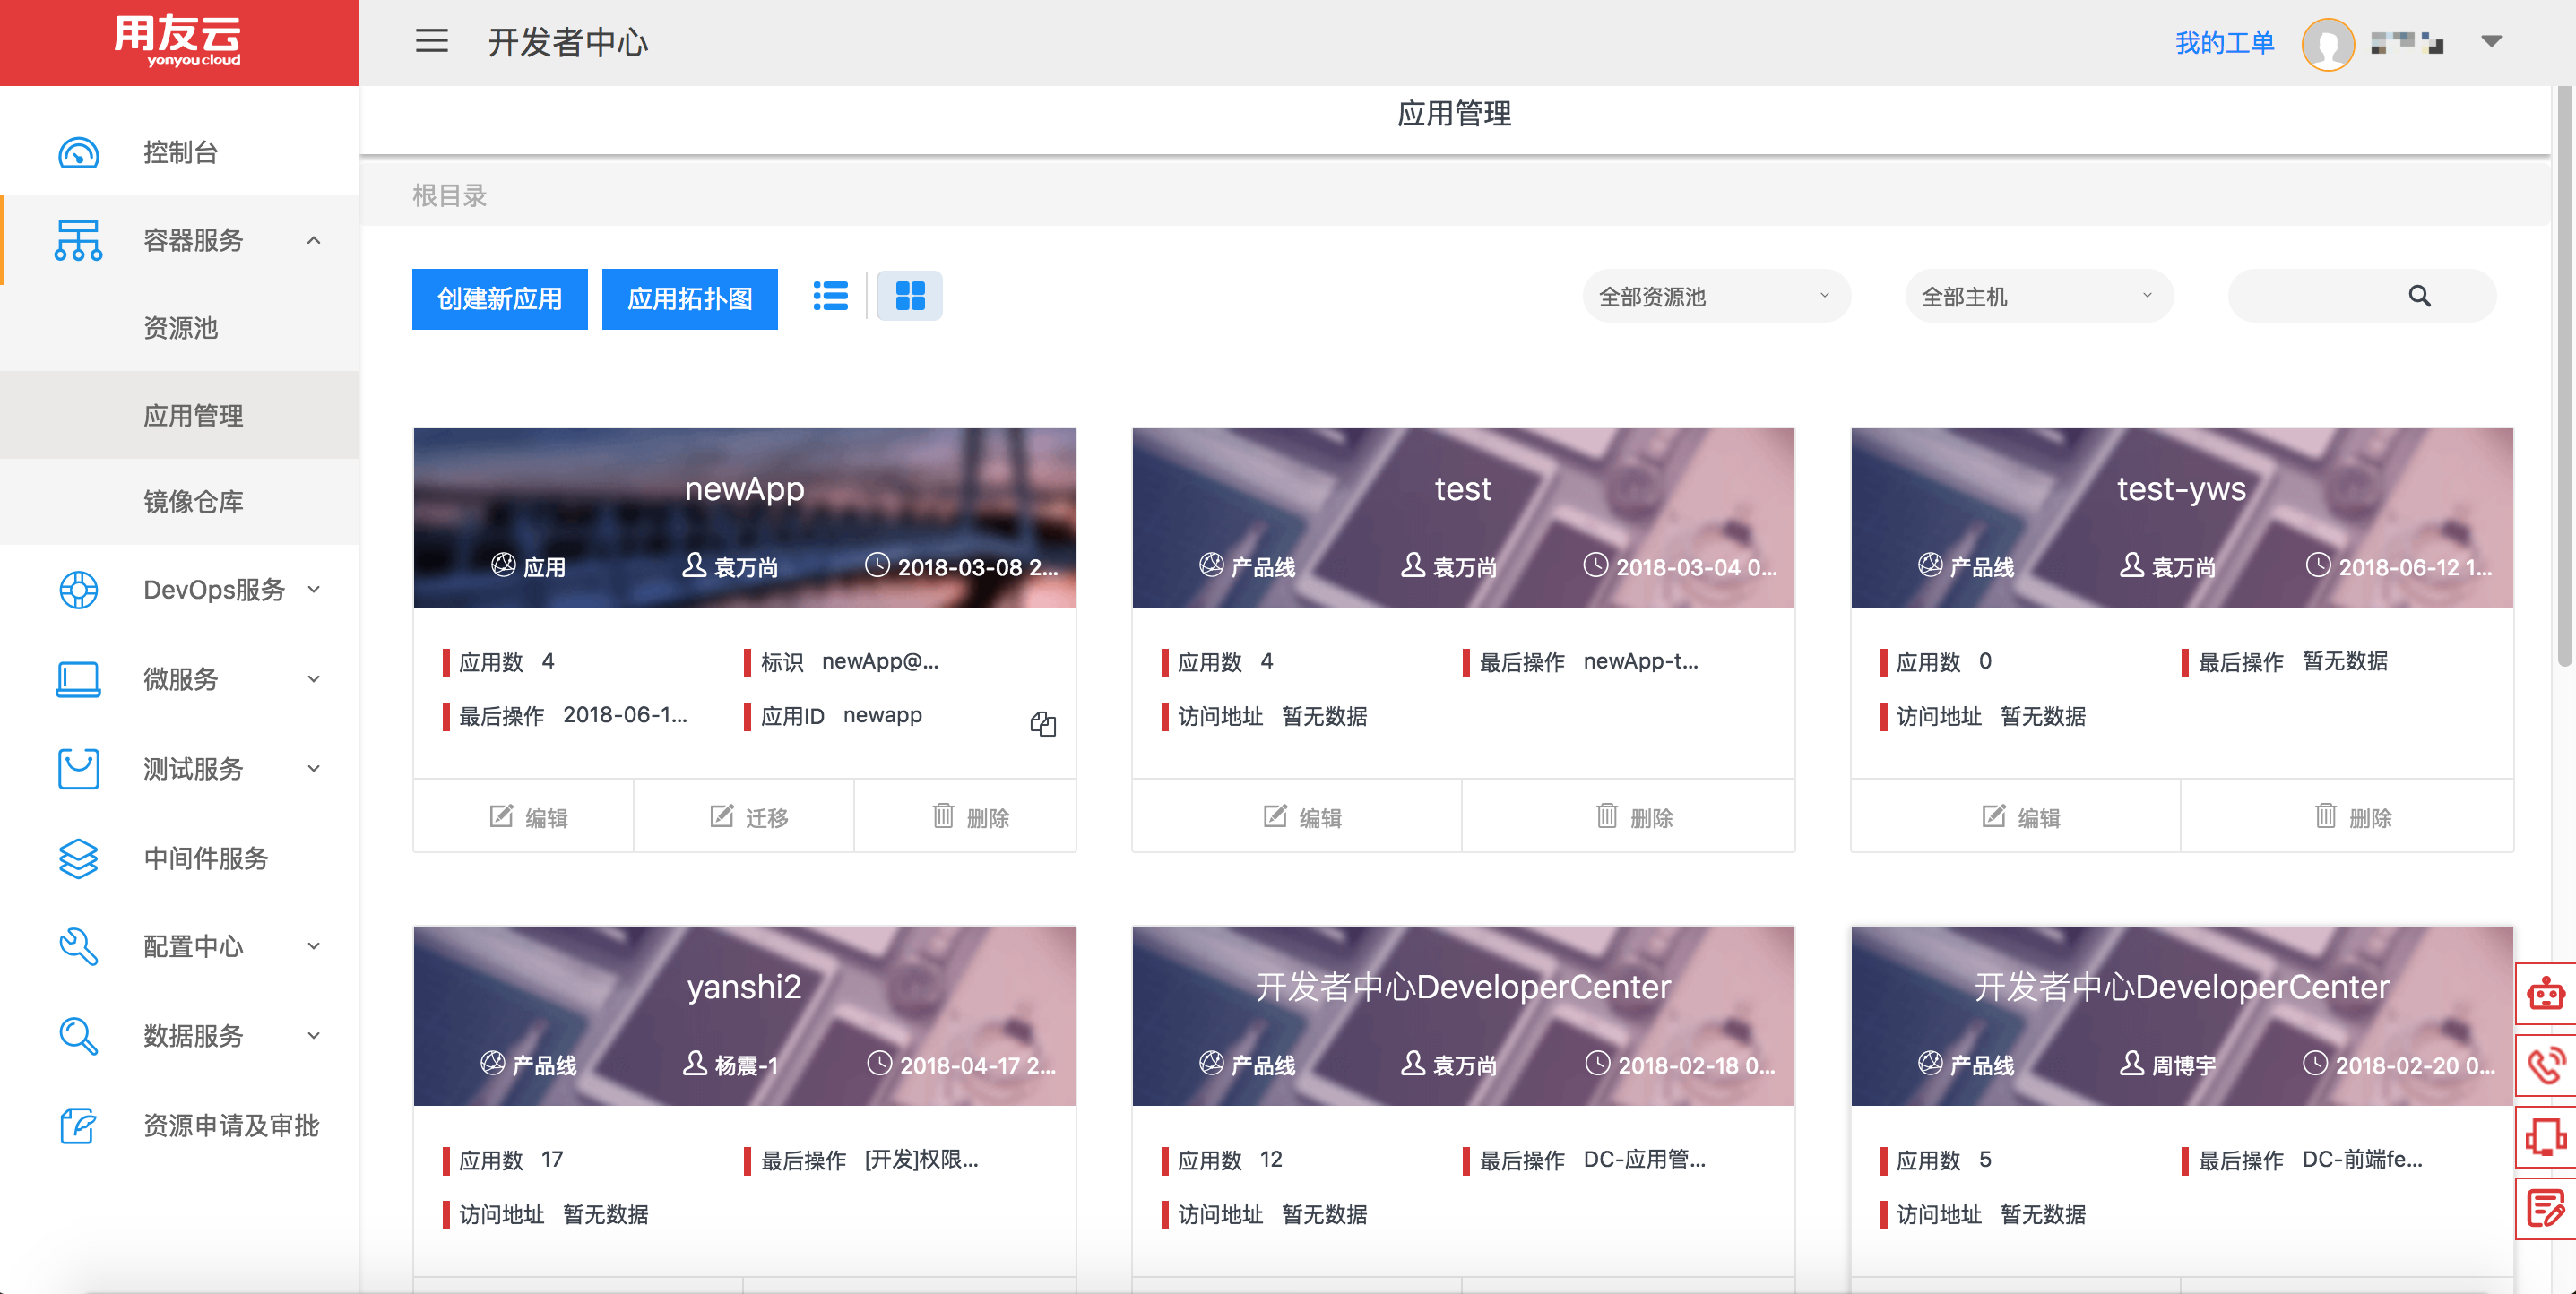 用友云
yonyou cloud
开发者中心
我的工单
控制台
容器服务
资源池
应用管理
镜像仓库
DevOps服务
微服务
测试服务
中间件服务
配置中心
数据服务
资源申请及审批
应用管理
根目录
创建新应用 应用拓扑图 全部资源池 全部主机
newApp
应用 袁万尚 2018-03-08 2...
应用数 4 标识 newApp@...
最后操作 2018-06-1... 应用ID newapp
编辑 迁移 删除
test
产品线 袁万尚 2018-03-04 0...
应用数 4 最后操作 newApp-t...
访问地址 暂无数据
编辑 删除
test-yws
产品线 袁万尚 2018-06-12 1...
应用数 0 最后操作 暂无数据
访问地址 暂无数据
编辑 删除
yanshi2
产品线 杨震-1 2018-04-17 2...
应用数 17 最后操作 [开发]权限...
访问地址 暂无数据
开发者中心DeveloperCenter
产品线 袁万尚 2018-02-18 0...
应用数 12 最后操作 DC-应用管...
访问地址 暂无数据
开发者中心DeveloperCenter
产品线 周博宇 2018-02-20 0...
应用数 5 最后操作 DC-前端fe...
访问地址 暂无数据